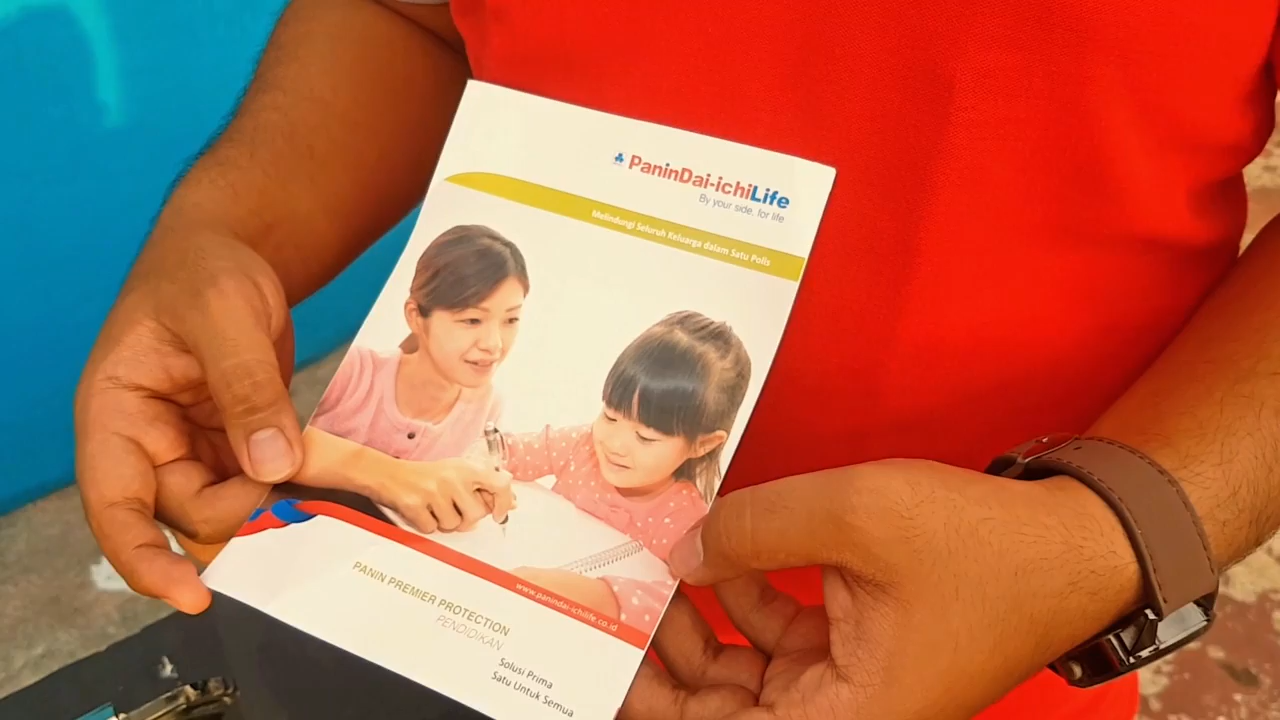 PaninDai-ichiLife
By your side, for life
Melindungi Seluruh Keluarga dalam Satu Polis
www.panindai-ichilife.co.id
PANIN PREMIER PROTECTION
PENDIDIKAN
Solusi Prima
Satu Untuk Semua